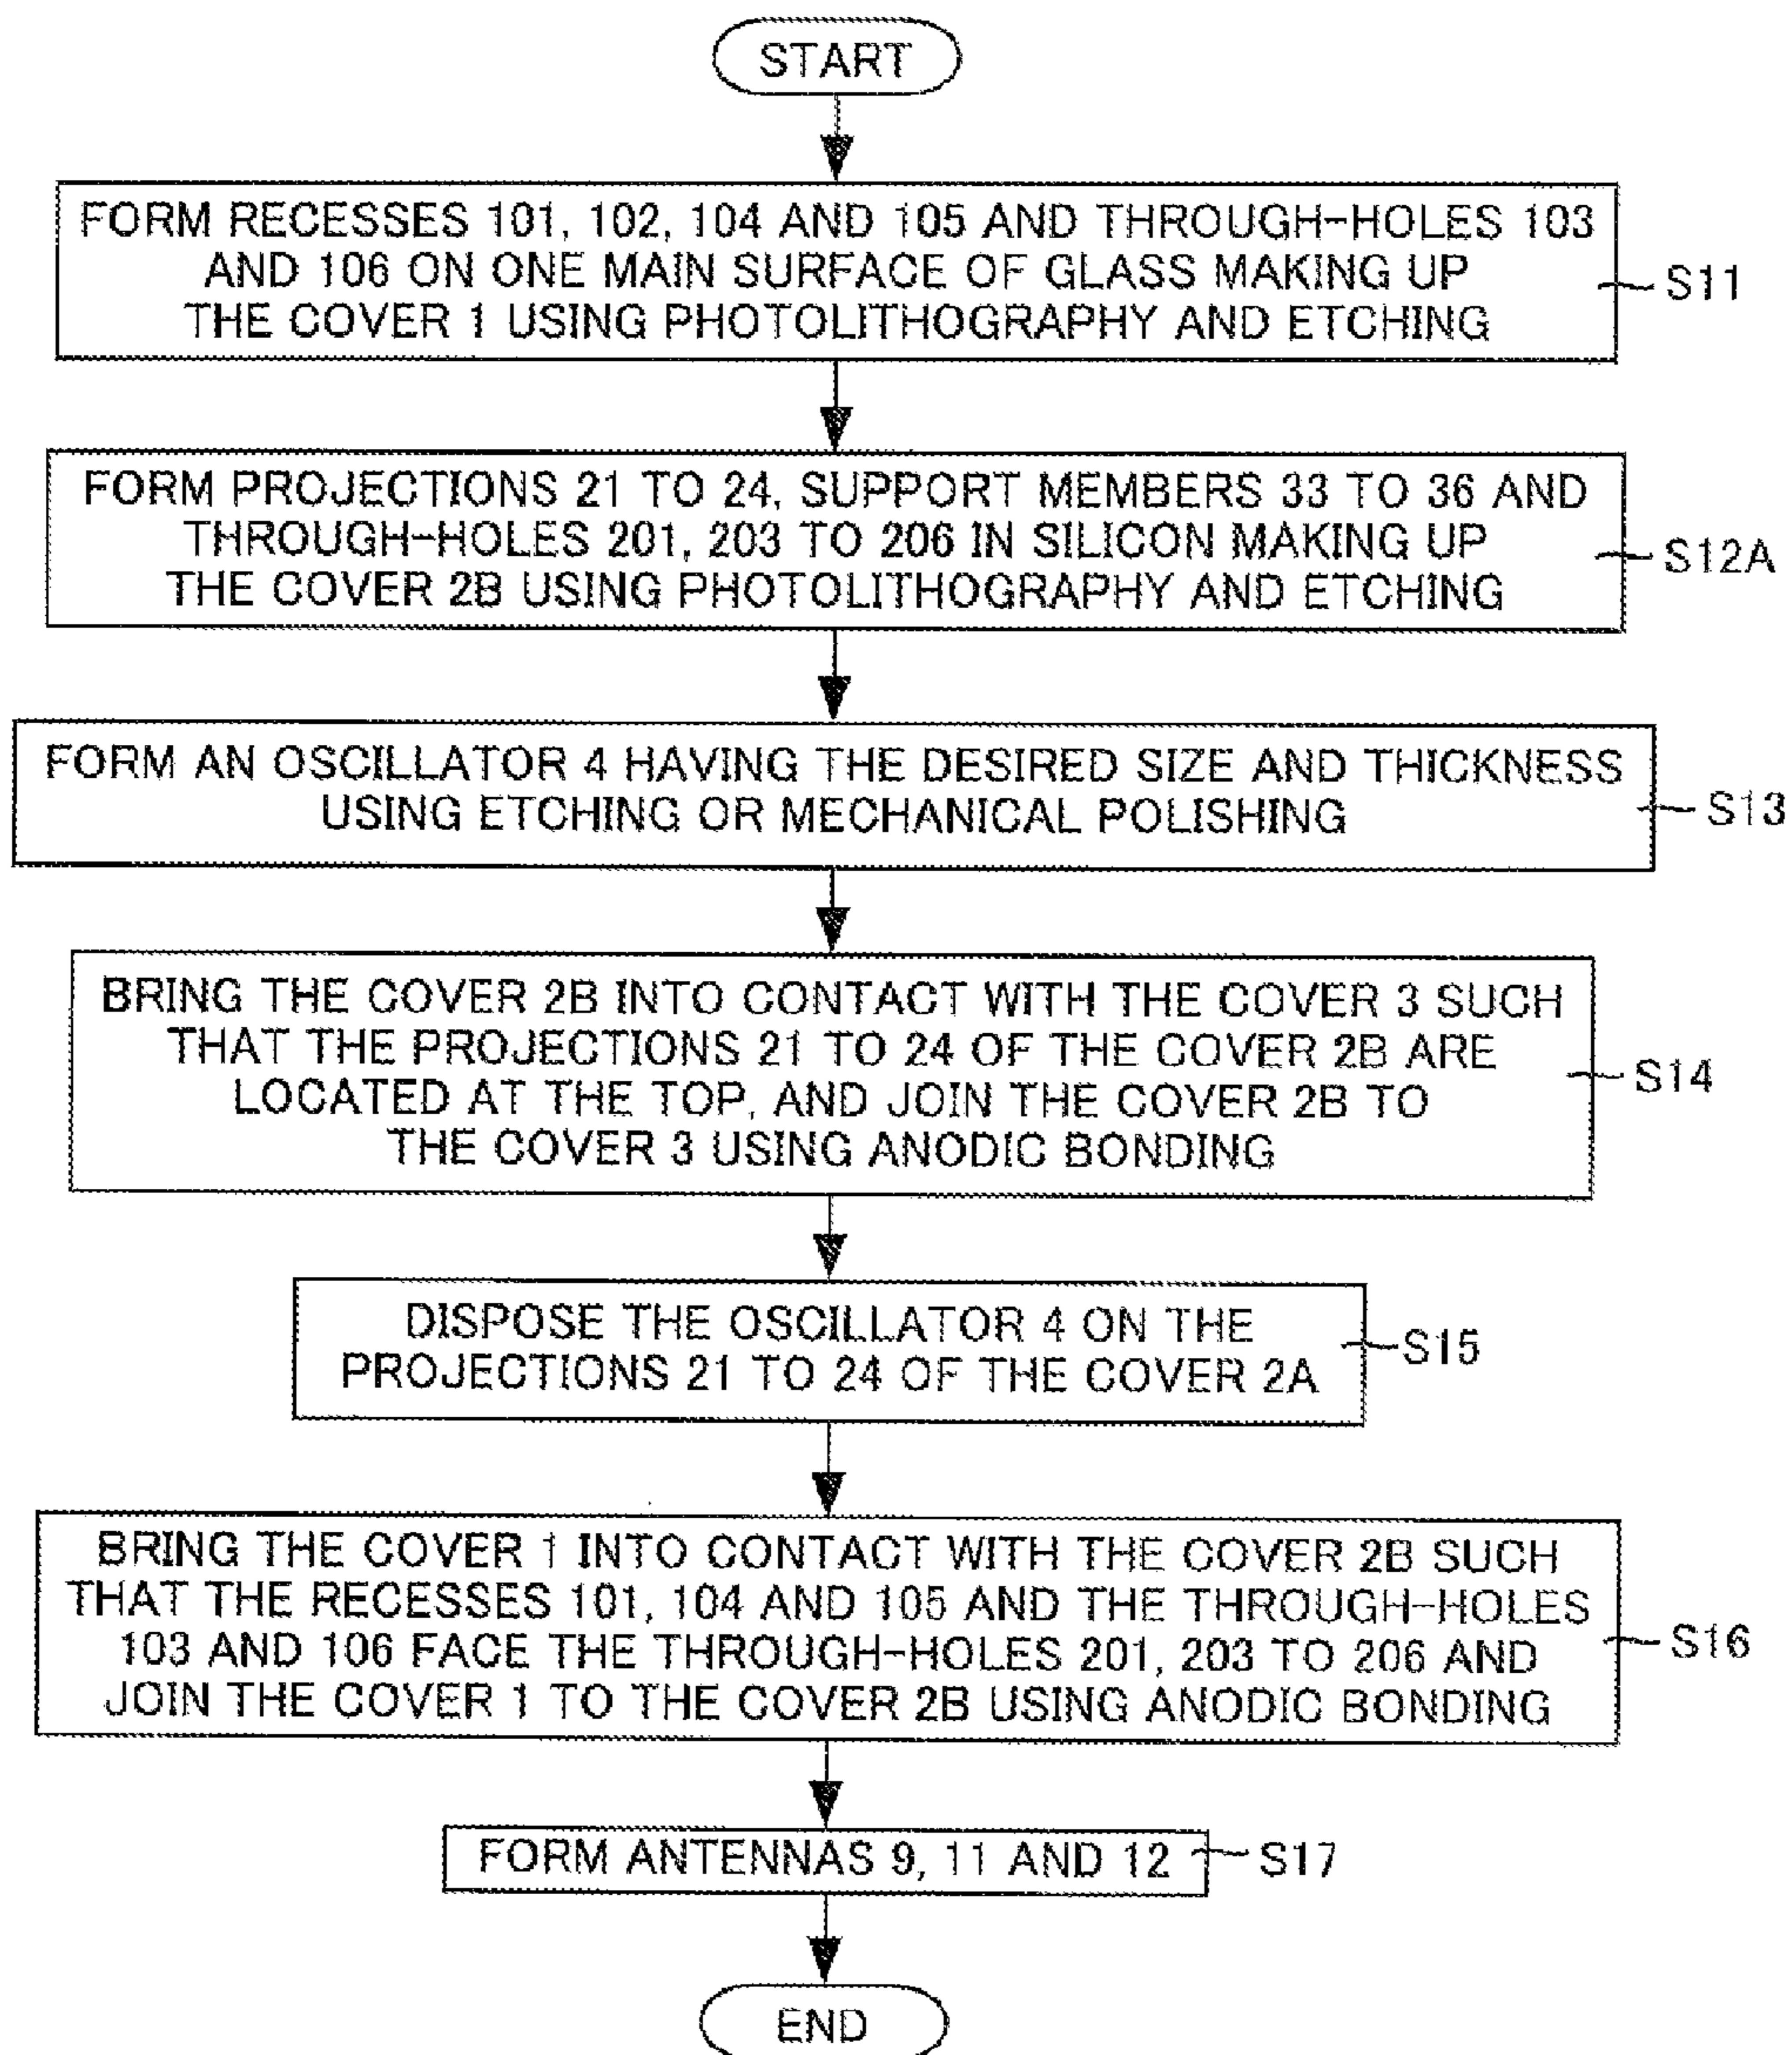 START
FORM RECESSES 101, 102, 104 AND 105 AND THROUGH-HOLES 103
AND 106 ON ONE MAIN SURFACE OF GLASS MAKING UP
THE COVER 1 USING PHOTOLITHOGRAPHY AND ETCHING
S11
FORM PROJECTIONS 21 TO 24, SUPPORT MEMBERS 33 TO 36 AND
THROUGH-HOLES 201, 203 TO 206 IN SILICON MAKING UP
THE COVER 2B USING PHOTOLITHOGRAPHY AND ETCHING
S12A
FORM AN OSCILLATOR 4 HAVING THE DESIRED SIZE AND THICKNESS
USING ETCHING OR MECHANICAL POLISHING
S13
BRING THE COVER 2B INTO CONTACT WITH THE COVER 3 SUCH
THAT THE PROJECTIONS 21 TO 24 OF THE COVER 2B ARE
LOCATED AT THE TOP, AND JOIN THE COVER 2B TO
THE COVER 3 USING ANODIC BONDING
S14
DISPOSE THE OSCILLATOR 4 ON THE
PROJECTIONS 21 TO 24 OF THE COVER 2A
S15
BRING THE COVER 1 INTO CONTACT WITH THE COVER 2B SUCH
THAT THE RECESSES 101, 104 AND 105 AND THE THROUGH-HOLES
103 AND 106 FACE THE THROUGH-HOLES 201, 203 TO 206 AND
JOIN THE COVER 1 TO THE COVER 2B USING ANODIC BONDING
S16
FORM ANTENNAS 9, 11 AND 12
S17
END